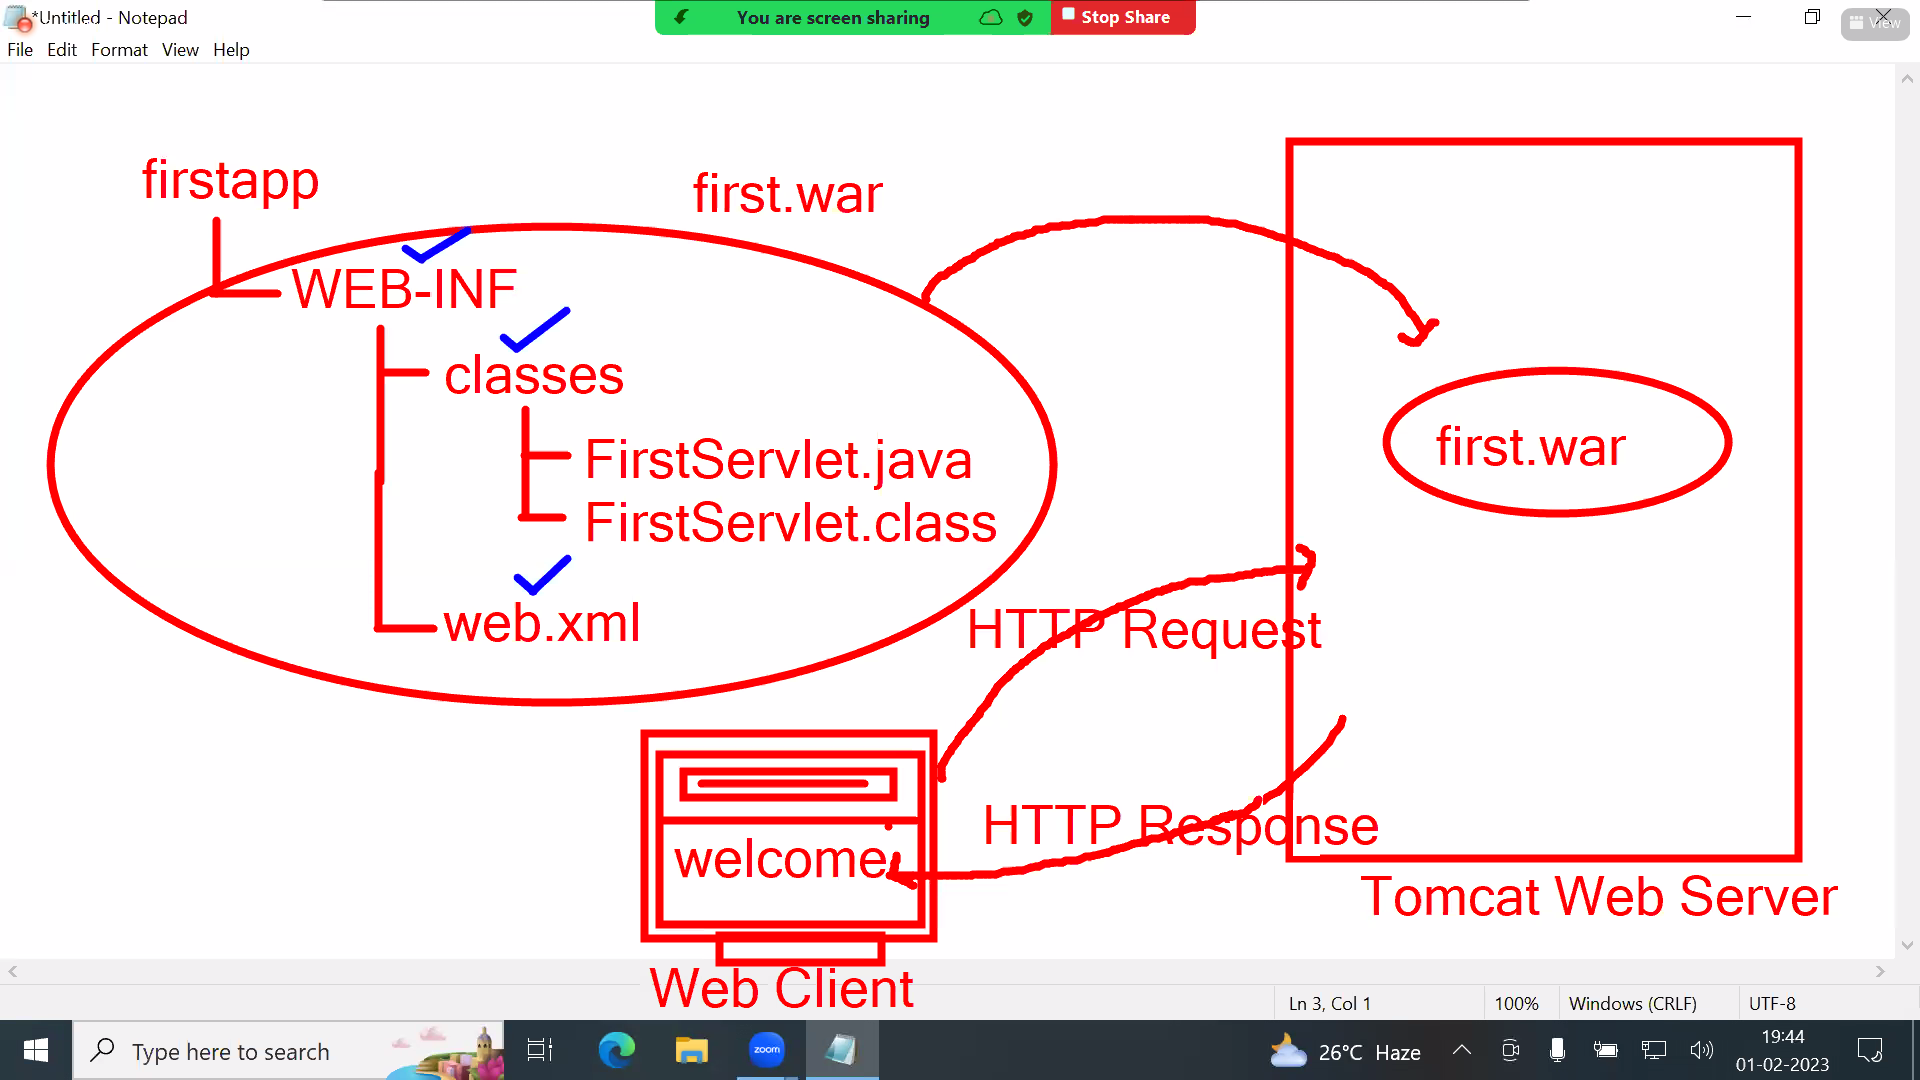 *Untitled - Notepad
You are screen sharing
Stop Share
View
File Edit Format View Help
firstapp
first.war
WEB-INF
classes
FirstServlet.java
FirstServlet.class
web.xml
first.war
HTTP Request
HTTP Response
welcome
Tomcat Web Server
Web Client
Ln 3, Col 1
100%
Windows (CRLF)
UTF-8
Type here to search
zoom
26°C Haze
19:44
01-02-2023